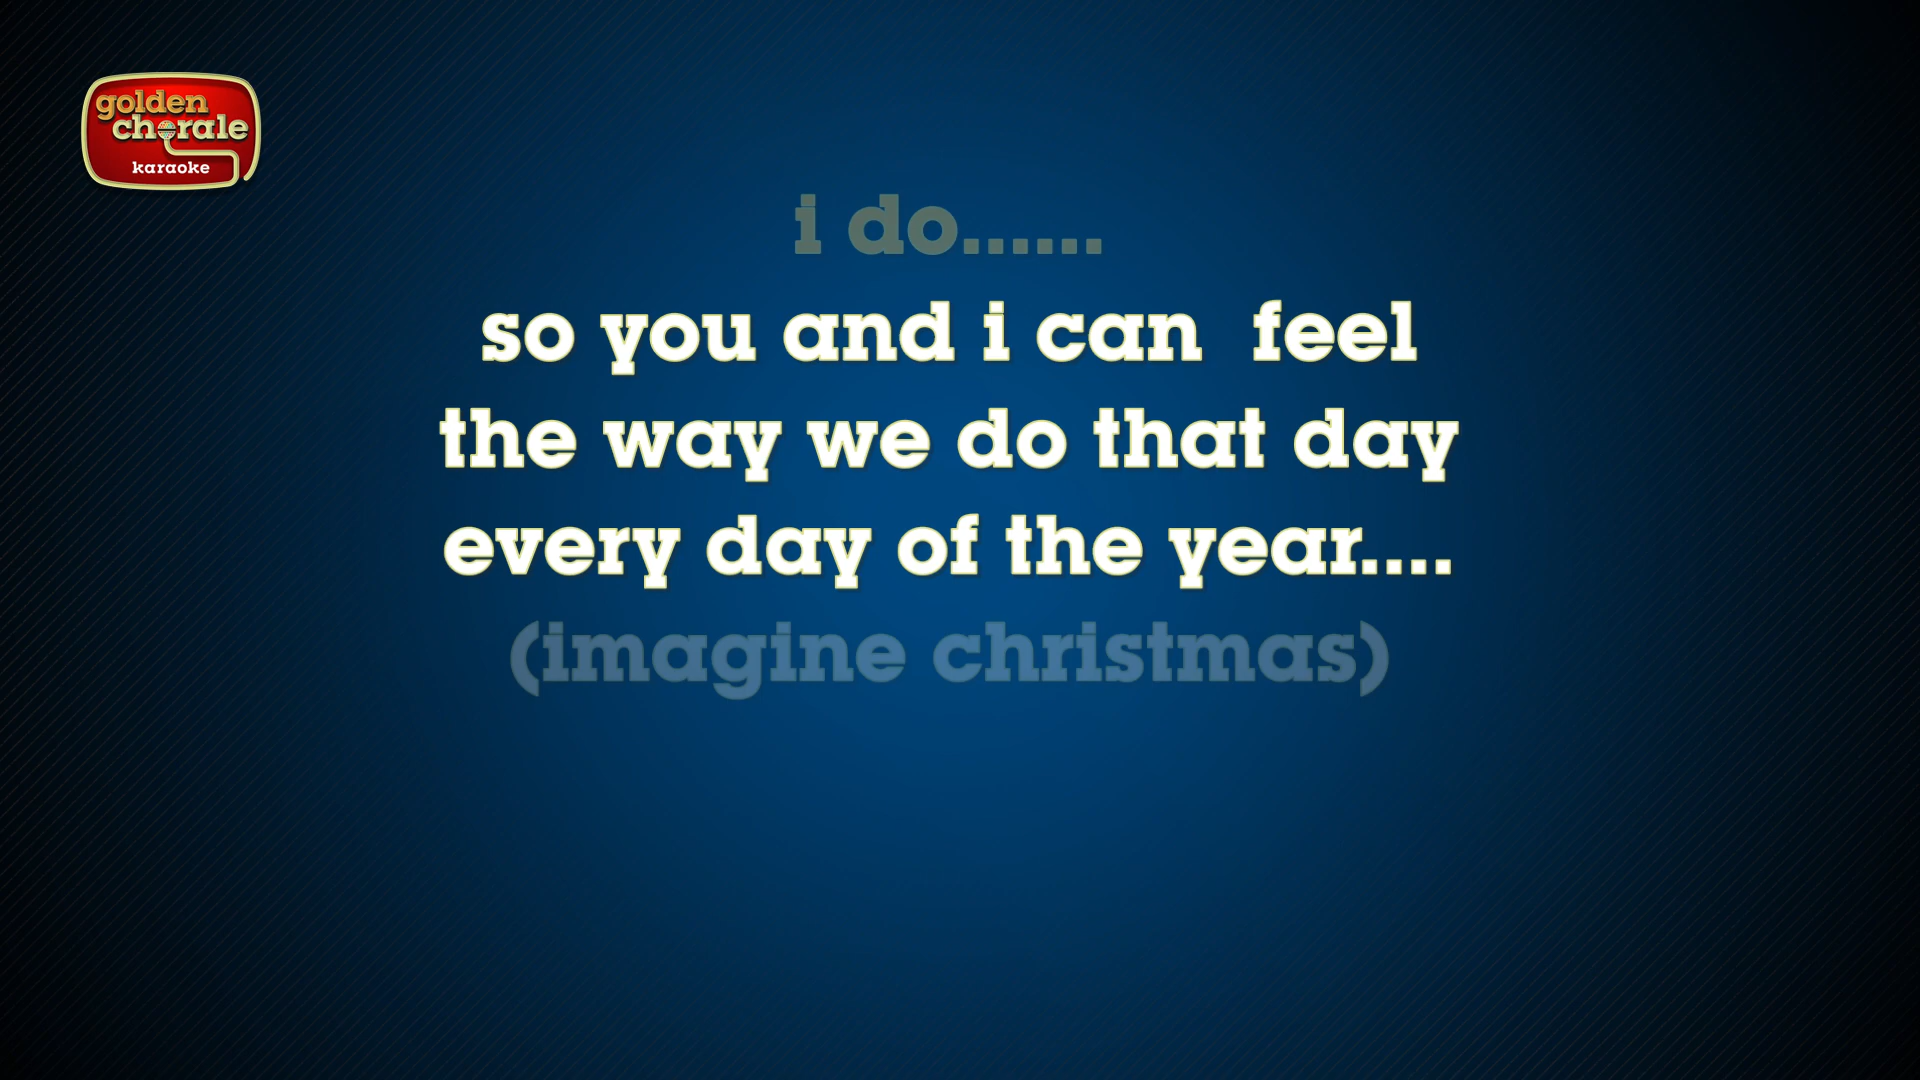 golden
chorale
karaoke
i do......
so you and i can  feel
the way we do that day
every day of the year....
(imagine christmas)